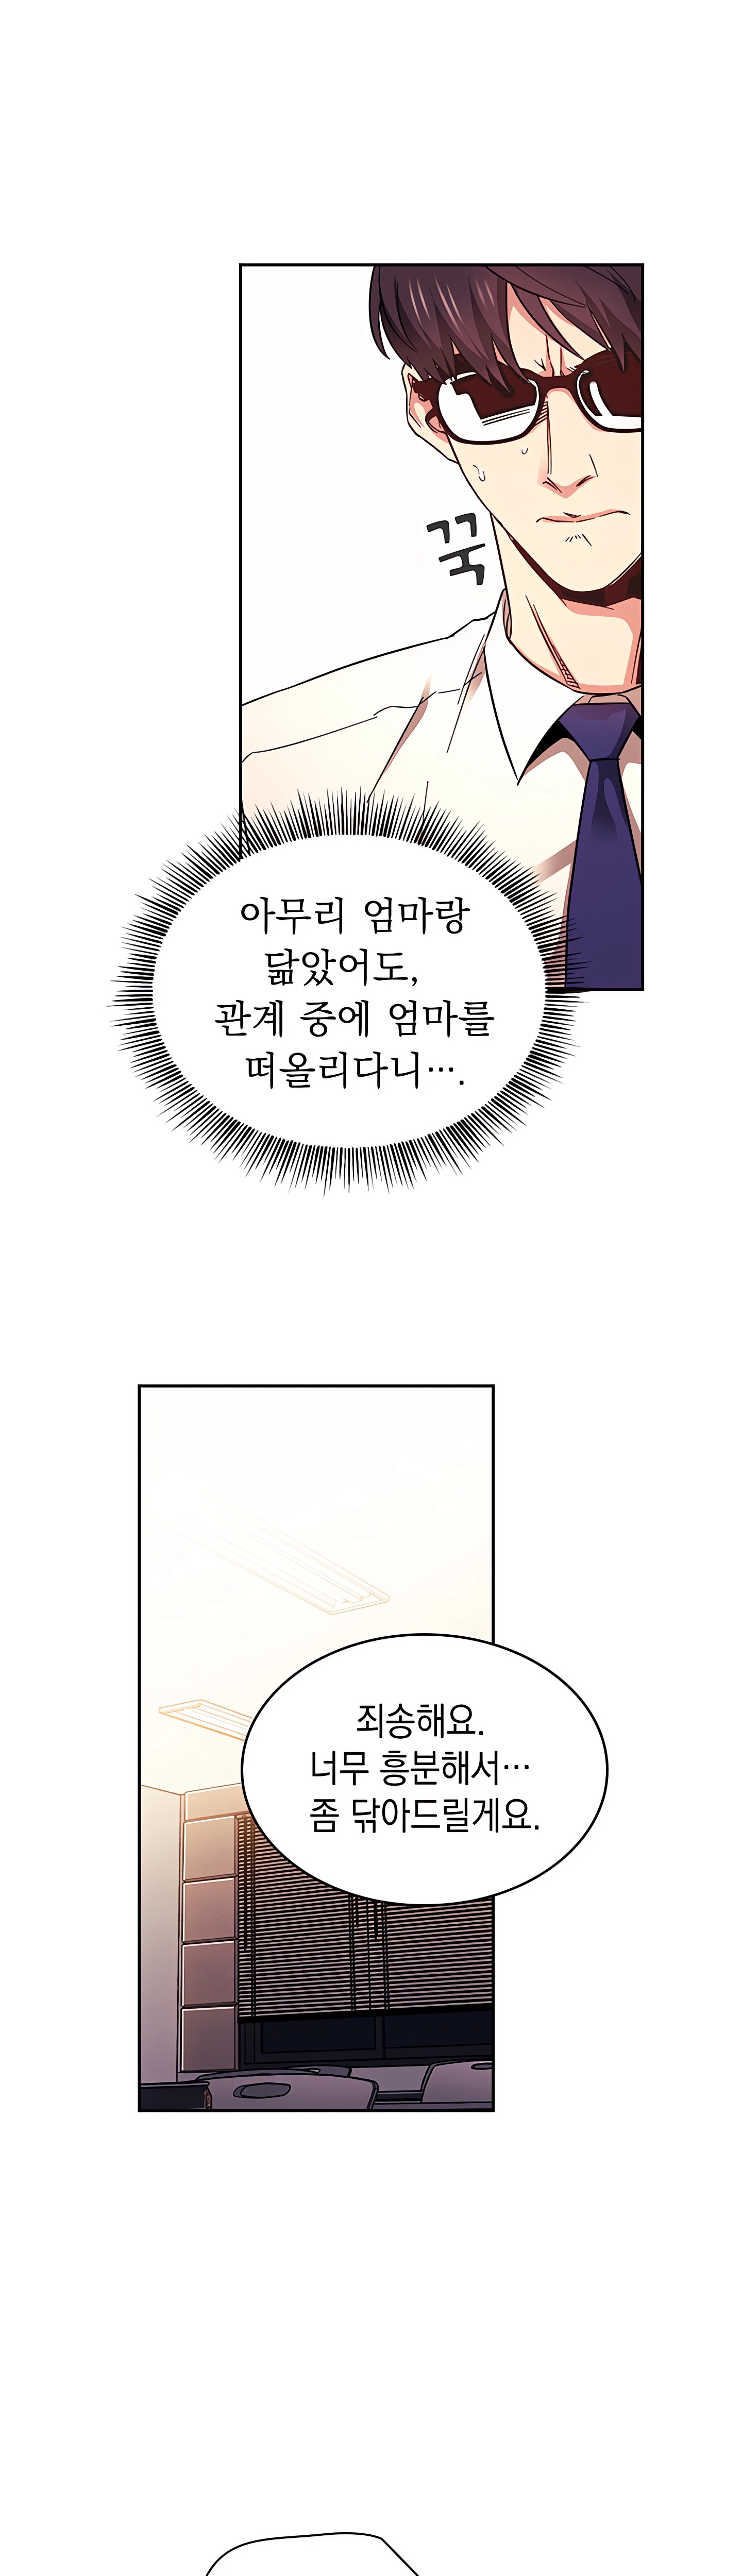 꾹
아무리 엄마랑
닮았어도,
관계 중에 엄마를
떠올리다니….
죄송해요.
너무 흥분해서…
좀 닦아드릴게요.